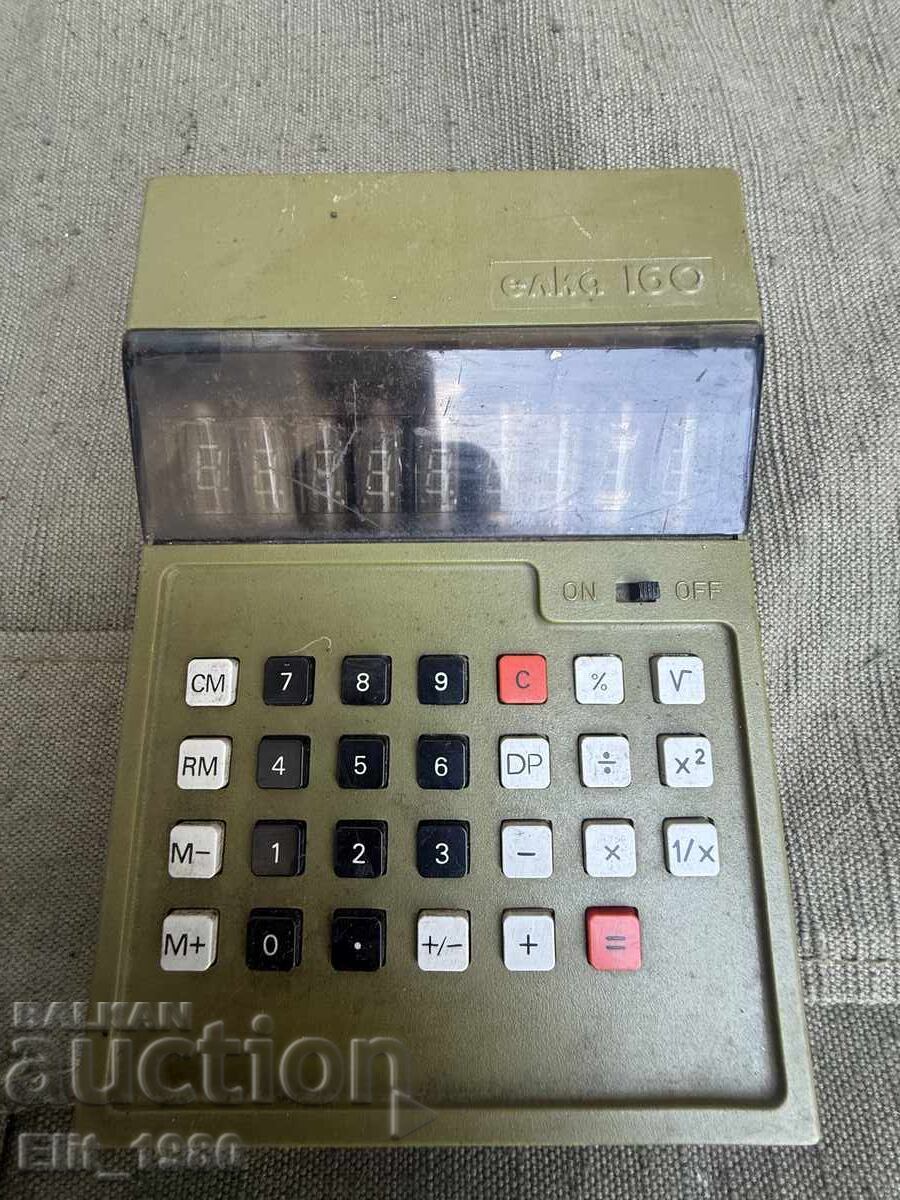 елка 160
ON OFF
CM 7 8 9 C % √
RM 4 5 6 DP ÷ x²
M− 1 2 3 − × 1/x
M+ 0 . +/− + =
BALKAN
auction
Elit_1980